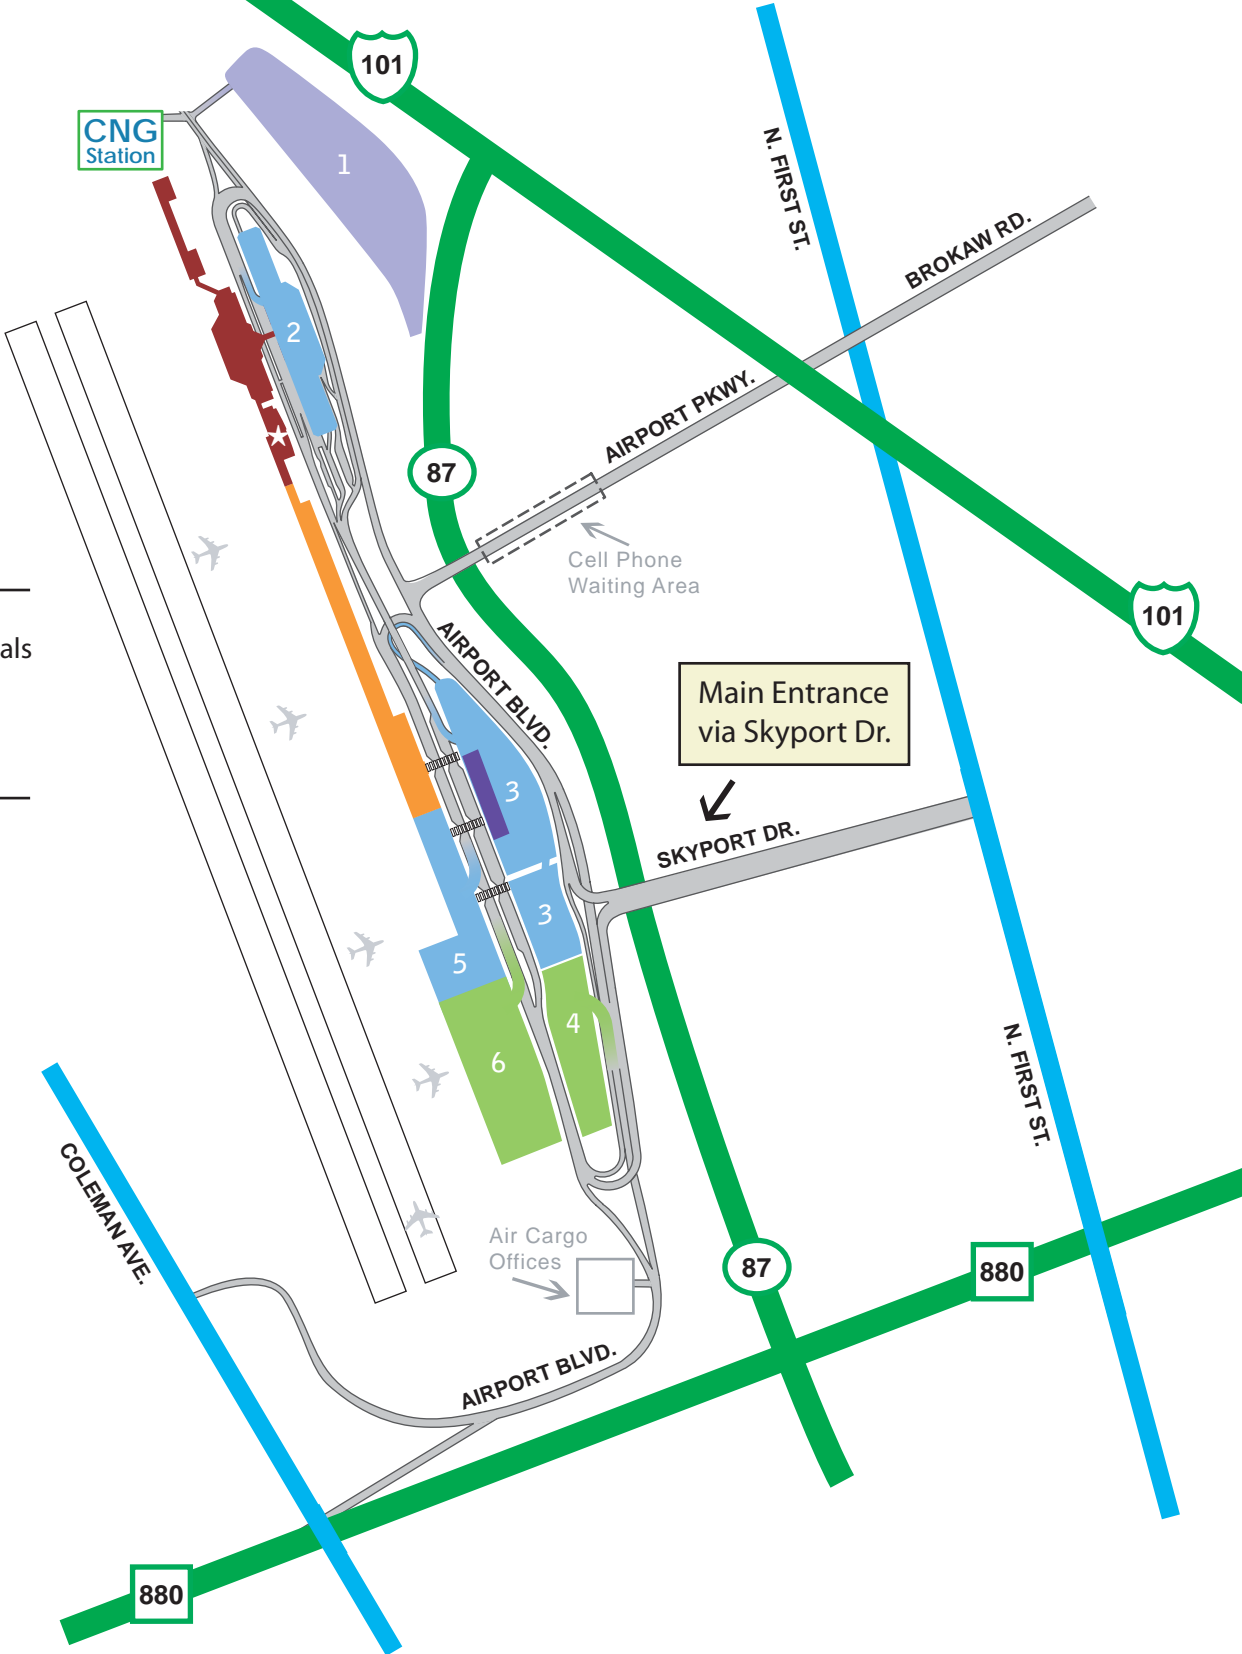 101
CNG
Station
1
N. FIRST ST.
BROKAW RD.
2
AIRPORT PKWY.
87
Cell Phone
Waiting Area
101
als
AIRPORT BLVD.
Main Entrance
via Skyport Dr.
3
SKYPORT DR.
3
5
4
6
N. FIRST ST.
COLEMAN AVE.
Air Cargo
Offices
87
880
AIRPORT BLVD.
880